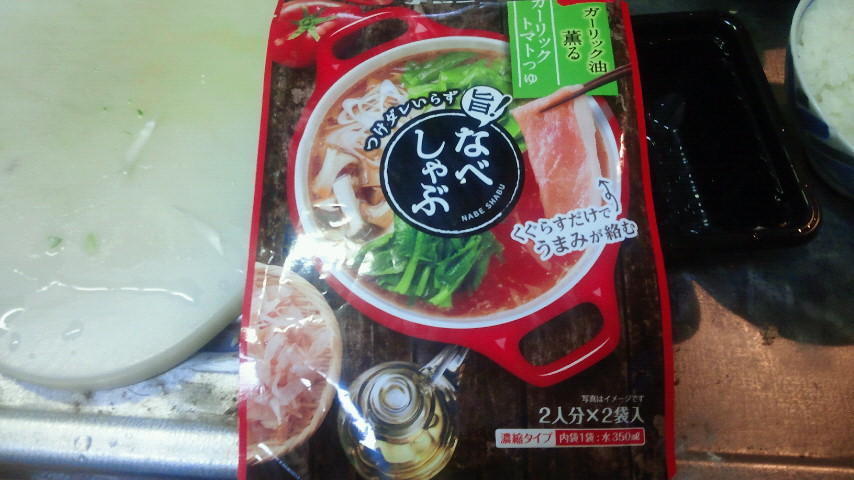 ガーリック油
薫る
ガーリック
トマトつゆ
つけダレいらず
旨!
なべ
しゃぶ
NABE SHABU
くぐらすだけで
うまみが絡む
写真はイメージです
2人分×2袋入
濃縮タイプ 内袋1袋:水350㎖